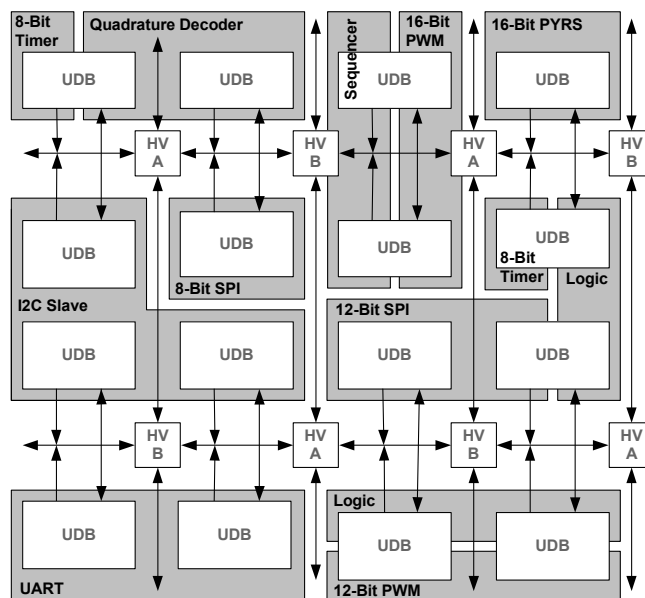 8-Bit
Timer
Quadrature Decoder
Sequencer
16-Bit
PWM
16-Bit PYRS
UDB
UDB
UDB
UDB
HV
A
HV
B
HV
A
HV
B
UDB
UDB
UDB
UDB
8-Bit
Timer
Logic
8-Bit SPI
I2C Slave
12-Bit SPI
UDB
UDB
UDB
UDB
HV
B
HV
A
HV
B
HV
A
Logic
UDB
UDB
UDB
UDB
UART
12-Bit PWM